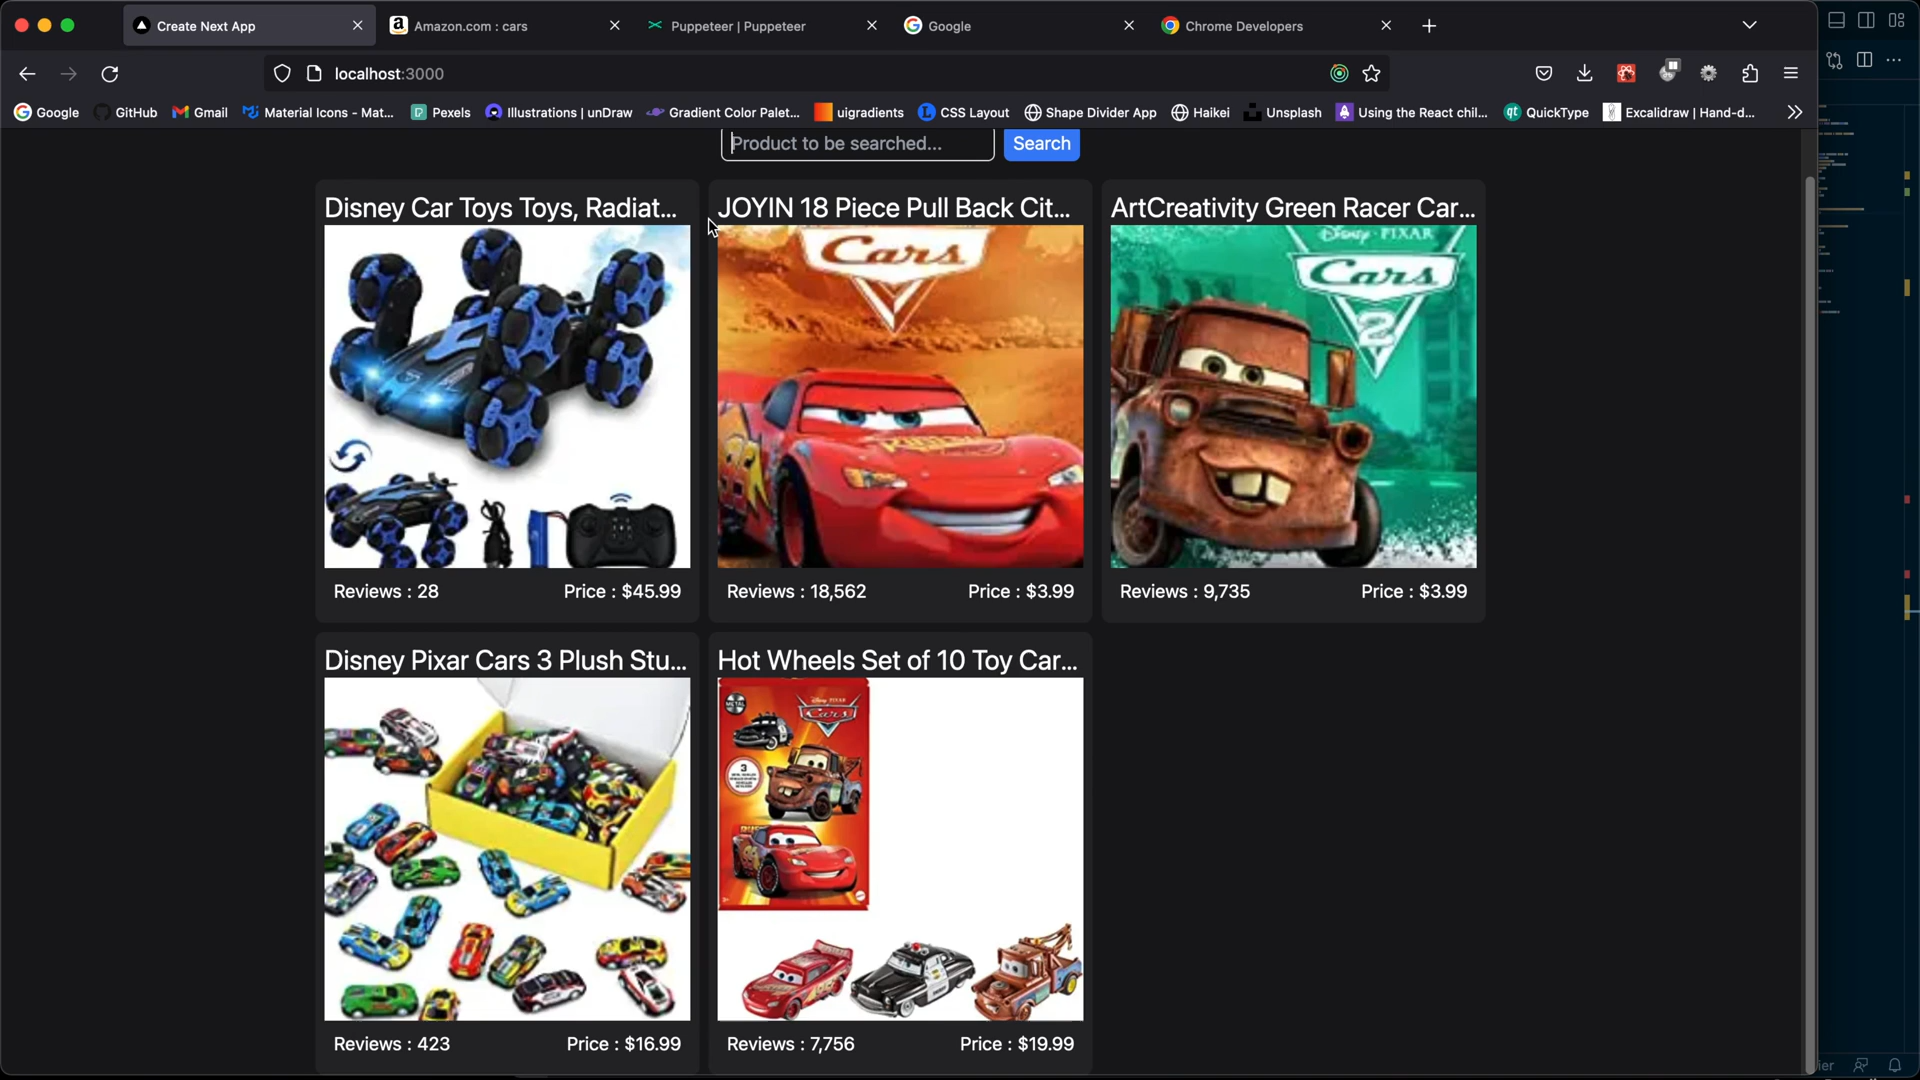 Create Next App
Amazon.com : cars
Puppeteer | Puppeteer
Google
Chrome Developers
localhost:3000
Google
GitHub
Gmail
Material Icons - Mat...
Pexels
Illustrations | unDraw
Gradient Color Palet...
uigradients
CSS Layout
Shape Divider App
Haikei
Unsplash
Using the React chil...
QuickType
Excalidraw | Hand-d...
Product to be searched...
Search
Disney Car Toys Toys, Radiat...
JOYIN 18 Piece Pull Back Cit...
ArtCreativity Green Racer Car...
Cars
DISNEY · PIXAR
Cars
2
Reviews : 28
Price : $45.99
Reviews : 18,562
Price : $3.99
Reviews : 9,735
Price : $3.99
Disney Pixar Cars 3 Plush Stu...
Hot Wheels Set of 10 Toy Car...
METAL
Cars
3
Reviews : 423
Price : $16.99
Reviews : 7,756
Price : $19.99
ier